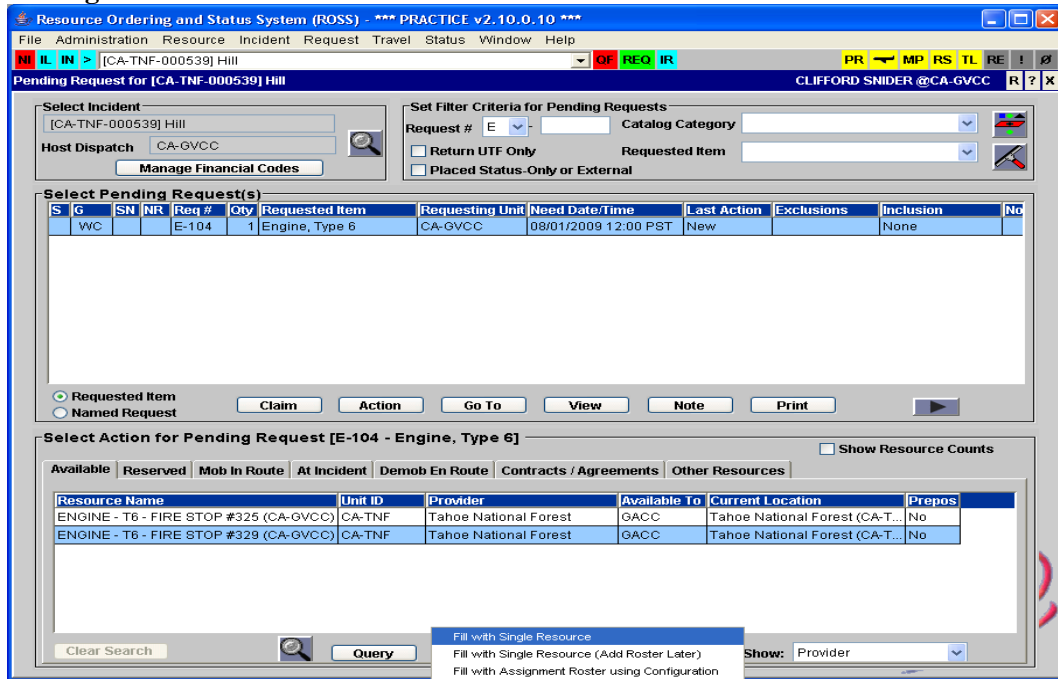 Resource Ordering and Status System (ROSS) - *** PRACTICE v2.10.0.10 ***
File Administration Resource Incident Request Travel Status Window Help
NI IL IN > [CA-TNF-000539] Hill QF REQ IR PR MP RS TL RE ! Ø
Pending Request for [CA-TNF-000539] Hill CLIFFORD SNIDER @CA-GVCC R ? X
Select Incident Set Filter Criteria for Pending Requests
[CA-TNF-000539] Hill Request # E - Catalog Category
Host Dispatch CA-GVCC Return UTF Only Requested Item
Manage Financial Codes Placed Status-Only or External
Select Pending Request(s)
S G SN NR Req # Qty Requested Item Requesting Unit Need Date/Time Last Action Exclusions Inclusion No
WC E-104 1 Engine, Type 6 CA-GVCC 08/01/2009 12:00 PST New None
Requested Item
Named Request Claim Action Go To View Note Print
Select Action for Pending Request [E-104 - Engine, Type 6]
Show Resource Counts
Available Reserved Mob In Route At Incident Demob En Route Contracts / Agreements Other Resources
Resource Name Unit ID Provider Available To Current Location Prepos
ENGINE - T6 - FIRE STOP #325 (CA-GVCC) CA-TNF Tahoe National Forest GACC Tahoe National Forest (CA-T... No
ENGINE - T6 - FIRE STOP #329 (CA-GVCC) CA-TNF Tahoe National Forest GACC Tahoe National Forest (CA-T... No
Fill with Single Resource
Clear Search Query Fill with Single Resource (Add Roster Later) Show: Provider
Fill with Assignment Roster using Configuration